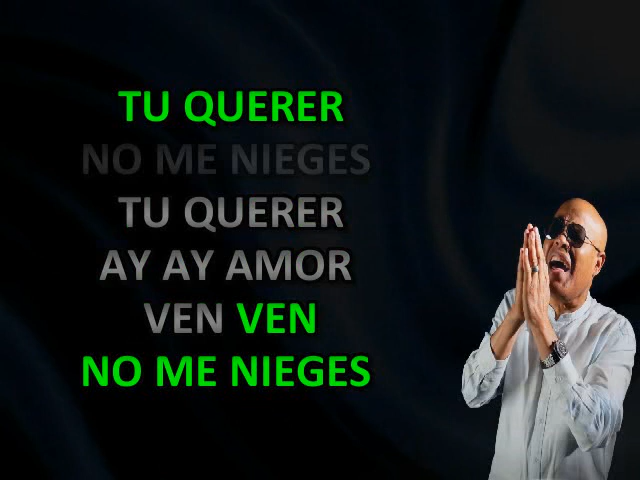 TU QUERER
NO ME NIEGES
TU QUERER
AY AY AMOR
VEN VEN
NO ME NIEGES